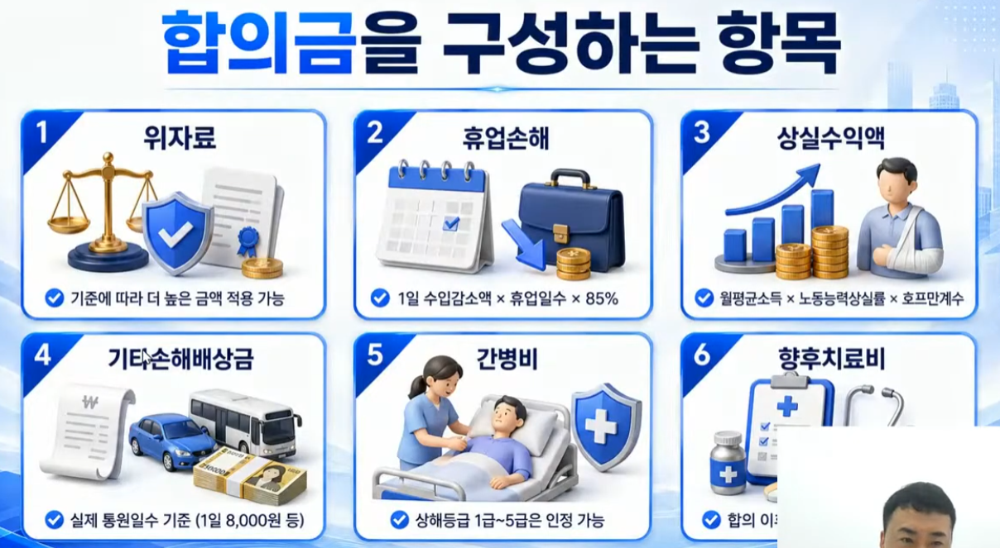 합의금을 구성하는 항목
1
위자료
기준에 따라 더 높은 금액 적용 가능
2
휴업손해
1일 수입감소액 × 휴업일수 × 85%
3
상실수익액
월평균소득 × 노동능력상실률 × 호프만계수
4
기타손해배상금
₩
실제 통원일수 기준 (1일 8,000원 등)
5
간병비
상해등급 1급~5급은 인정 가능
6
향후치료비
합의